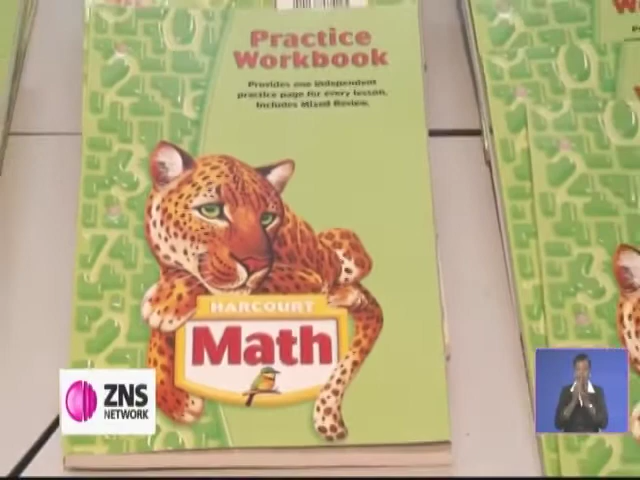 Practice
Workbook
Provides one independent
practice page for every lesson.
Includes Mixed Review.
HARCOURT
Math
ZNS
NETWORK